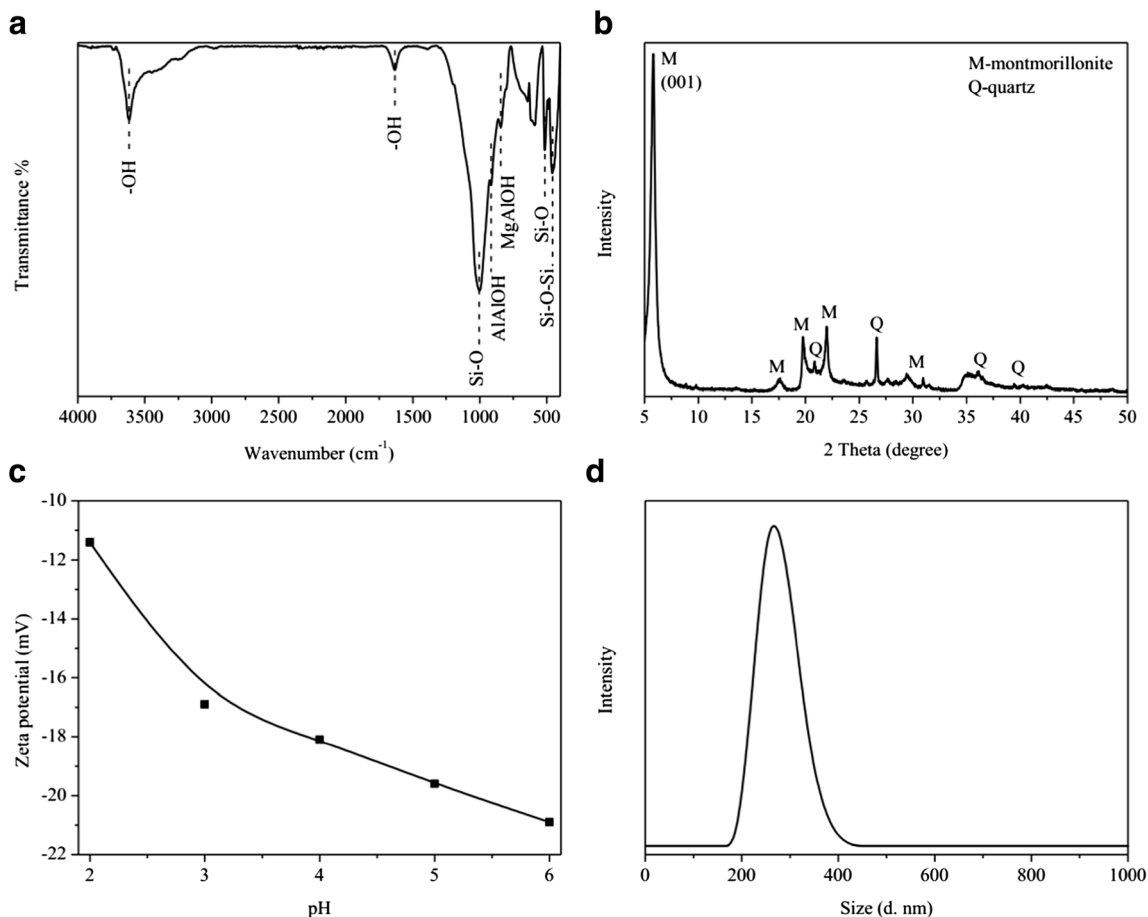 a
-OH
-OH
Si-O
AlAlOH
MgAlOH
Si-O
Si-O-Si
Transmittance %
4000 3500 3000 2500 2000 1500 1000 500
Wavenumber (cm-1)
b
M
(001)
M-montmorillonite
Q-quartz
M
M
Q
M
Q
M
Q
Q
Intensity
5 10 15 20 25 30 35 40 45 50
2 Theta (degree)
c
-10
-12
-14
-16
-18
-20
-22
Zeta potential (mV)
2 3 4 5 6
pH
d
Intensity
0 200 400 600 800 1000
Size (d. nm)